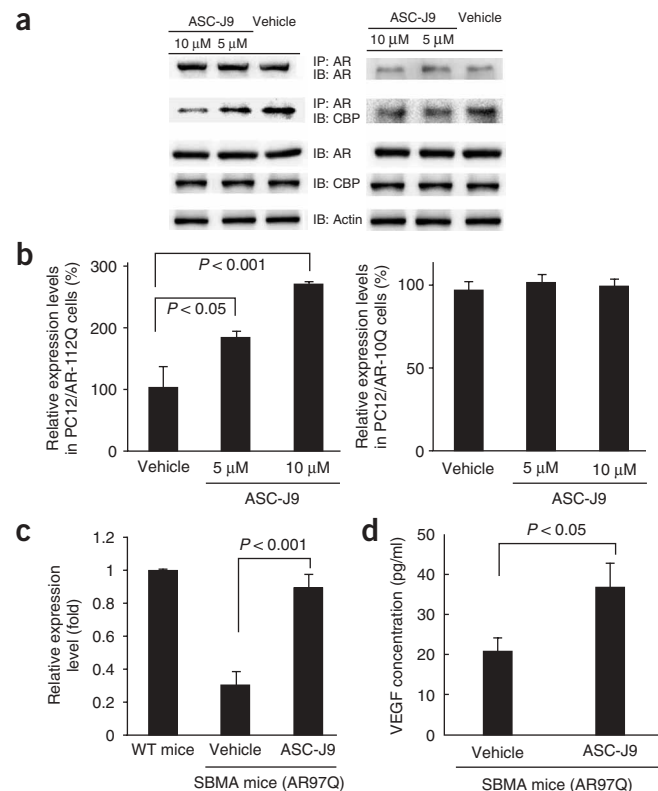 a
ASC-J9 Vehicle
10 µM 5 µM
ASC-J9 Vehicle
10 µM 5 µM
IP: AR
IB: AR
IP: AR
IB: CBP
IB: AR
IB: CBP
IB: Actin
b
Relative expression levels
in PC12/AR-112Q cells (%)
300
200
100
0
P < 0.001
P < 0.05
Vehicle 5 µM 10 µM
ASC-J9
Relative expression levels
in PC12/AR-10Q cells (%)
100
50
0
Vehicle 5 µM 10 µM
ASC-J9
c
Relative expression
level (fold)
1.2
1
0.8
0.6
0.4
0.2
P < 0.001
WT mice Vehicle ASC-J9
SBMA mice (AR97Q)
d
VEGF concentration (pg/ml)
50
40
30
20
10
0
P < 0.05
Vehicle ASC-J9
SBMA mice (AR97Q)